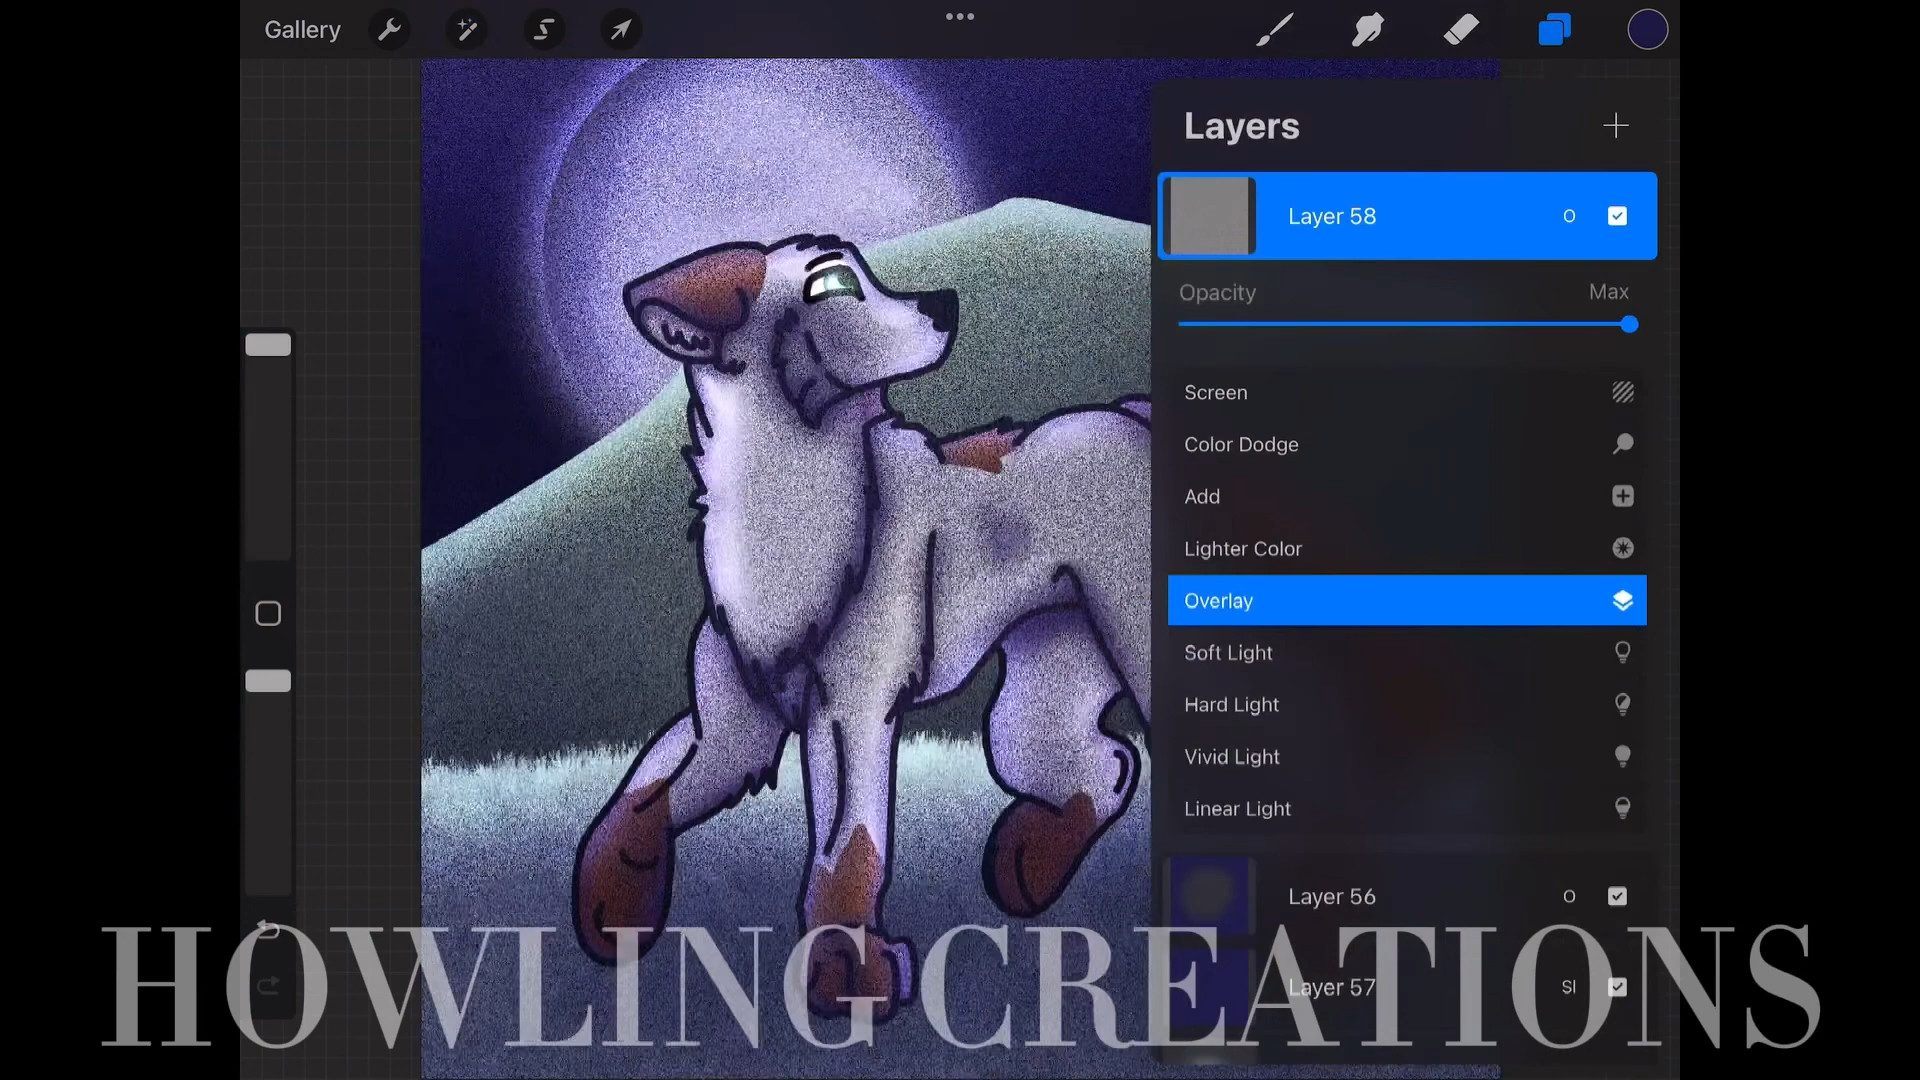 Gallery
Layers
Layer 58 O
Opacity Max
Screen
Color Dodge
Add
Lighter Color
Overlay
Soft Light
Hard Light
Vivid Light
Linear Light
Layer 56 O
Layer 57 Sl
HOWLING CREATIONS